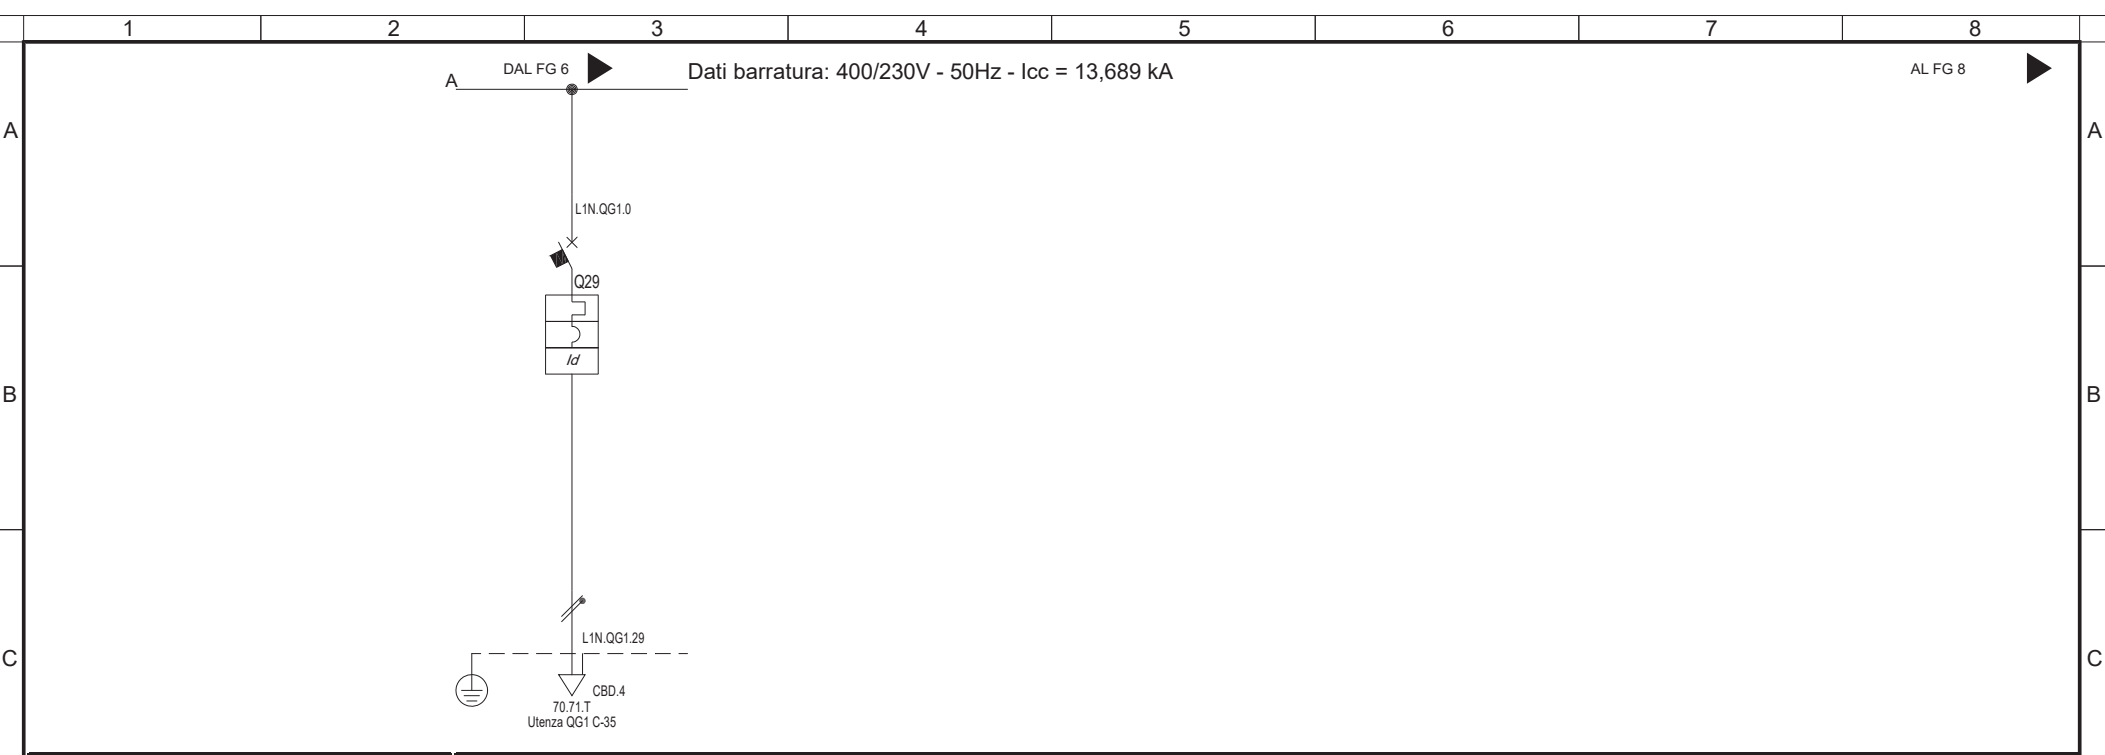 1 2 3 4 5 6 7 8
DAL FG 6
Dati barratura: 400/230V - 50Hz - Icc = 13,689 kA
AL FG 8
A
A A
L1N.QG1.0
Q29
Id
B B
L1N.QG1.29
C C
CBD.4
70.71.T
Utenza QG1 C-35